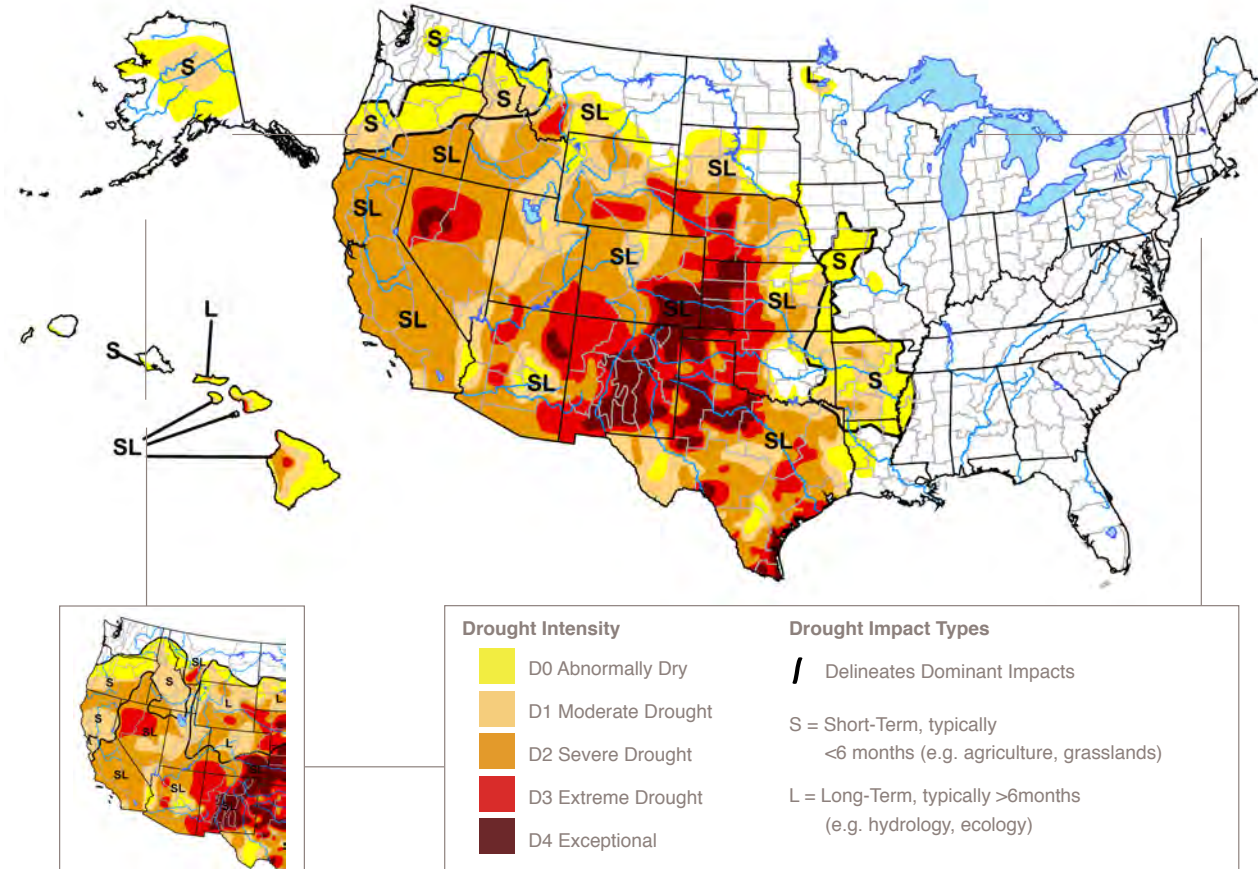 S
S
L
S
SL
S
SL
SL
SL
SL
SL
S
SL
SL
SL
SL
S
SL
L
S
SL
SL
S
S
L
L
S
SL
L
SL
SL
SL
Drought Intensity
D0 Abnormally Dry
D1 Moderate Drought
D2 Severe Drought
D3 Extreme Drought
D4 Exceptional
Drought Impact Types
Delineates Dominant Impacts
S = Short-Term, typically
<6 months (e.g. agriculture, grasslands)
L = Long-Term, typically >6months
(e.g. hydrology, ecology)